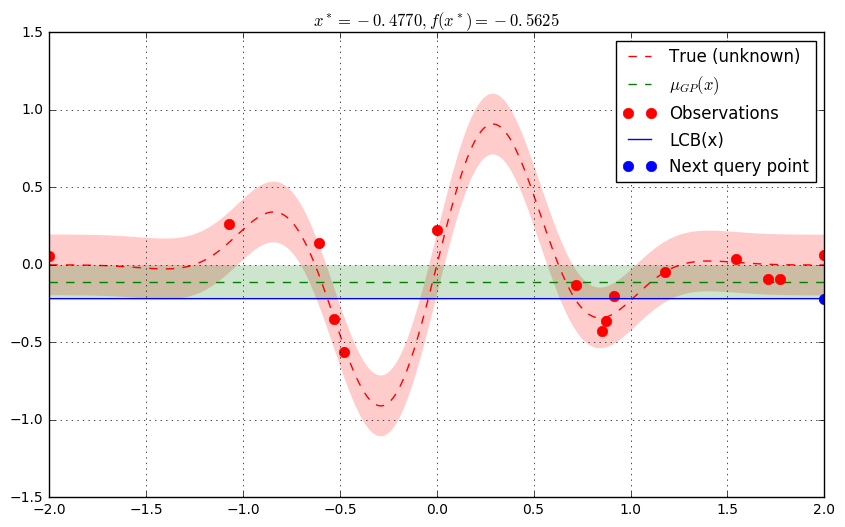 x* = −0.4770, f(x*) = −0.5625
1.5
1.0
0.5
0.0
−0.5
−1.0
−1.5
−2.0 −1.5 −1.0 −0.5 0.0 0.5 1.0 1.5 2.0
True (unknown)
μGP(x)
Observations
LCB(x)
Next query point